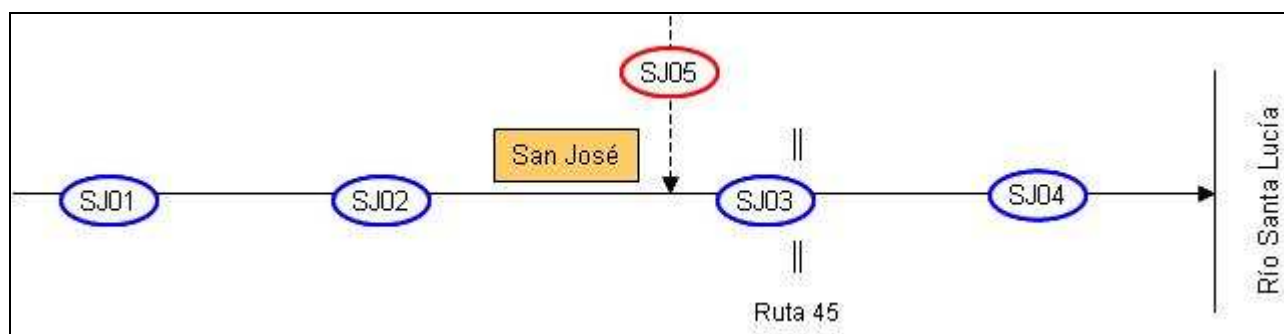 SJ05
San José
SJ01
SJ02
SJ03
SJ04
Río Santa Lucía
Ruta 45